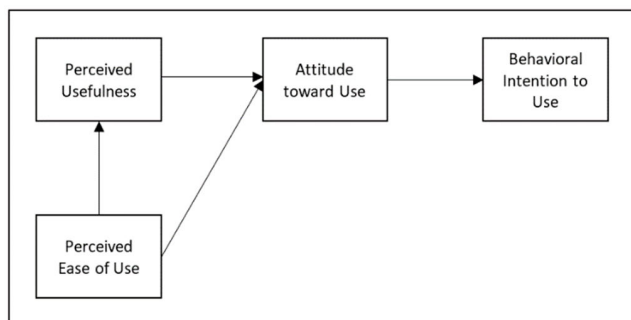 Perceived
Usefulness
Attitude
toward Use
Behavioral
Intention to
Use
Perceived
Ease of Use